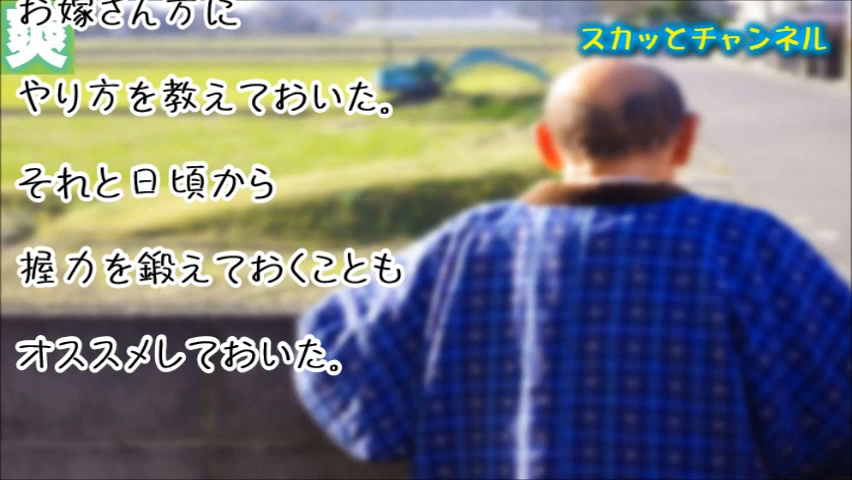 お嫁さん方に
爽
スカッとチャンネル
やり方を教えておいた。
それと日頃から
握力を鍛えておくことも
オススメしておいた。